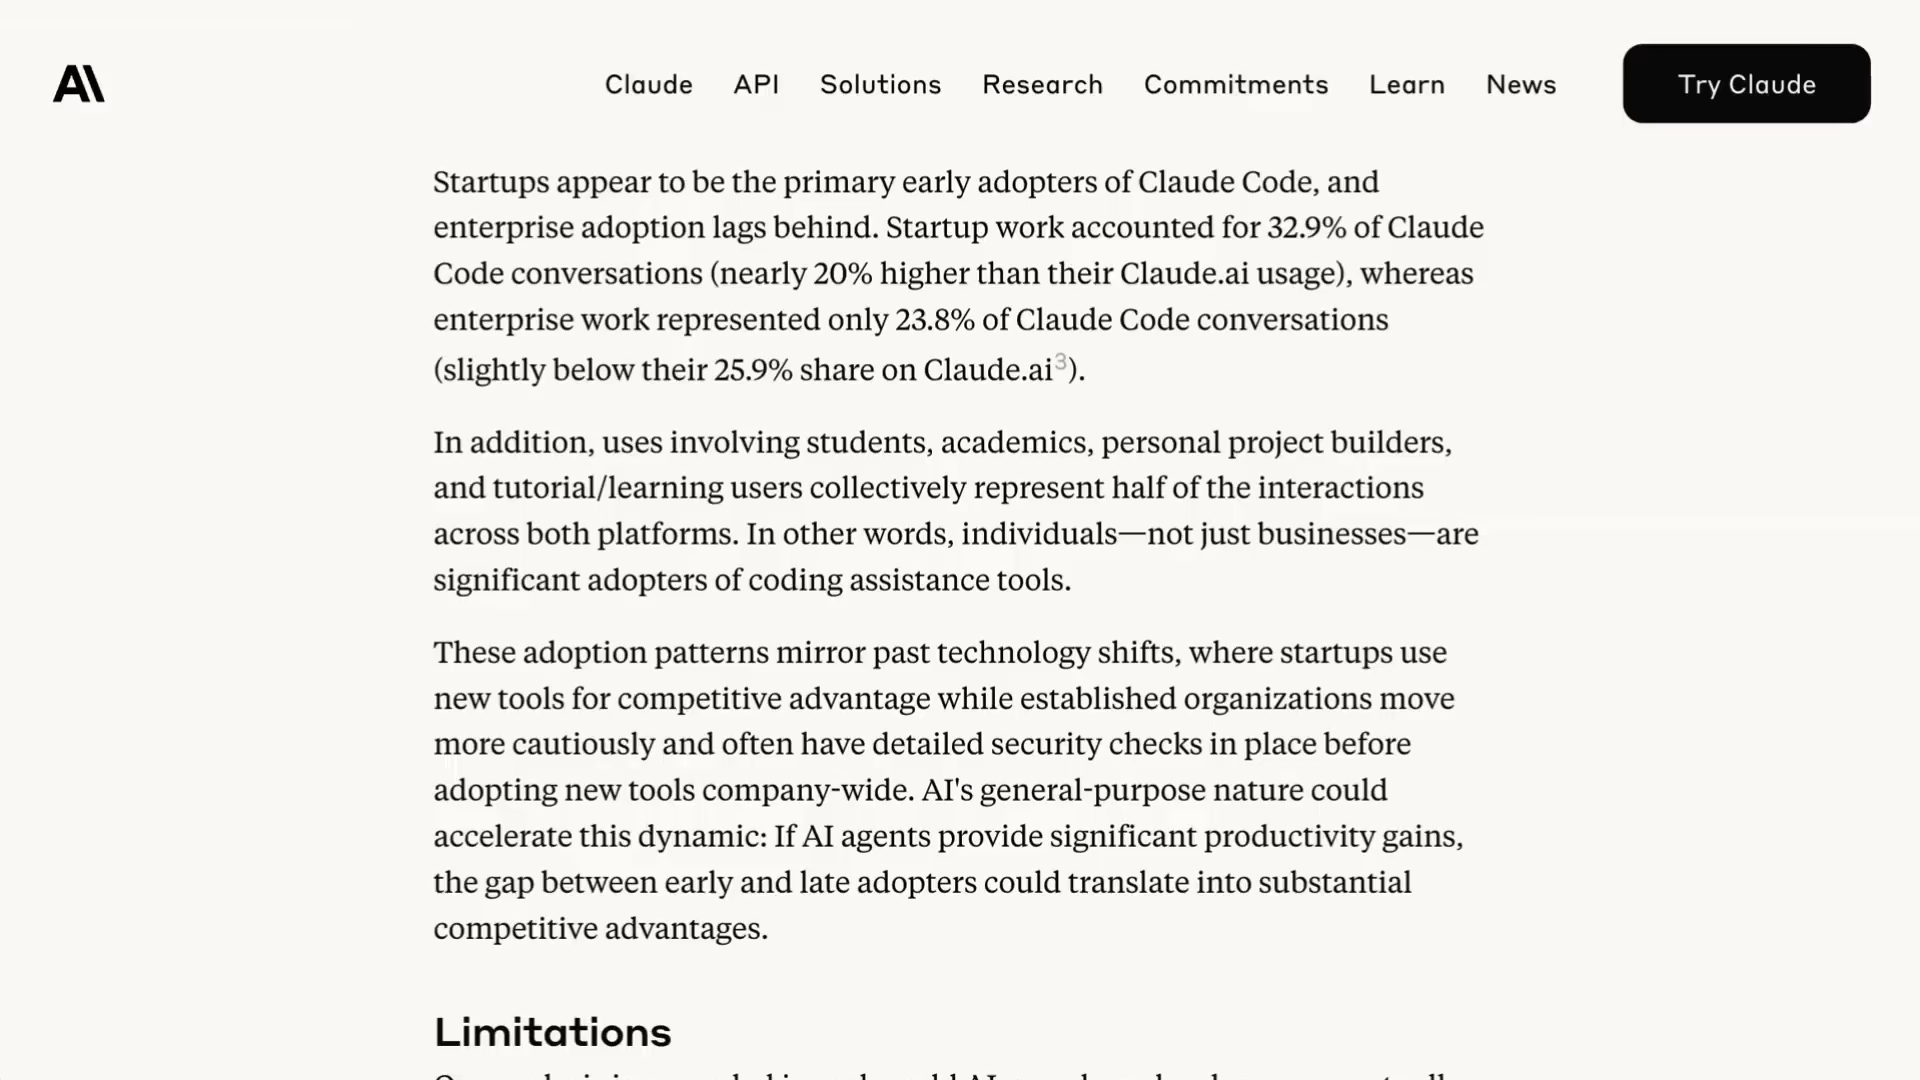 Claude API Solutions Research Commitments Learn News Try Claude
Startups appear to be the primary early adopters of Claude Code, and
enterprise adoption lags behind. Startup work accounted for 32.9% of Claude
Code conversations (nearly 20% higher than their Claude.ai usage), whereas
enterprise work represented only 23.8% of Claude Code conversations
(slightly below their 25.9% share on Claude.ai³).
In addition, uses involving students, academics, personal project builders,
and tutorial/learning users collectively represent half of the interactions
across both platforms. In other words, individuals—not just businesses—are
significant adopters of coding assistance tools.
These adoption patterns mirror past technology shifts, where startups use
new tools for competitive advantage while established organizations move
more cautiously and often have detailed security checks in place before
adopting new tools company-wide. AI's general-purpose nature could
accelerate this dynamic: If AI agents provide significant productivity gains,
the gap between early and late adopters could translate into substantial
competitive advantages.
Limitations